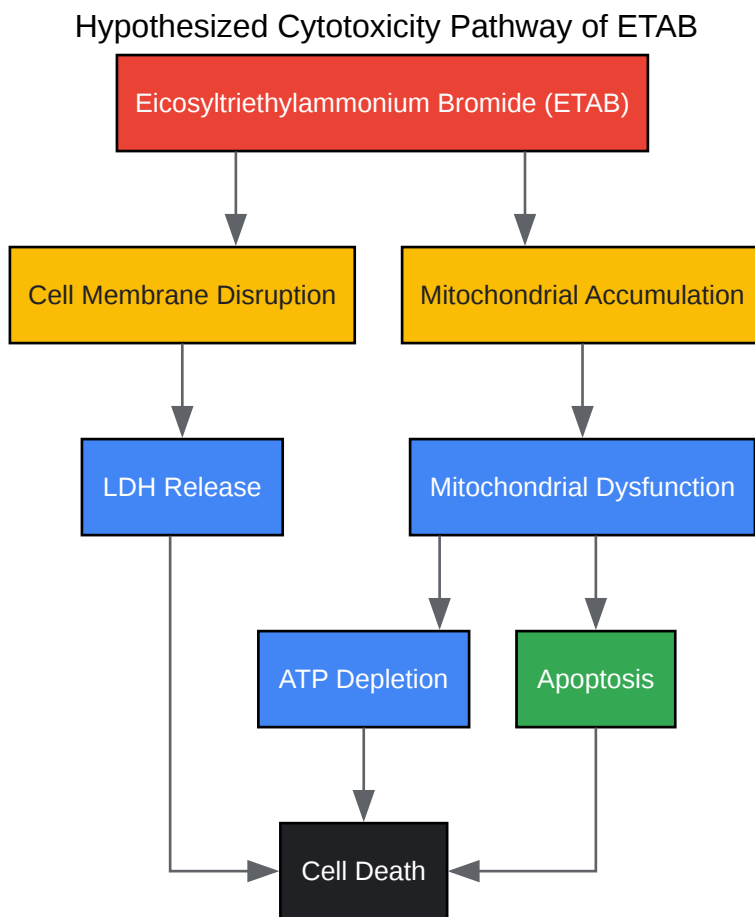 Hypothesized Cytotoxicity Pathway of ETAB
Eicosyltriethylammonium Bromide (ETAB)
Cell Membrane Disruption
Mitochondrial Accumulation
LDH Release
Mitochondrial Dysfunction
ATP Depletion
Apoptosis
Cell Death